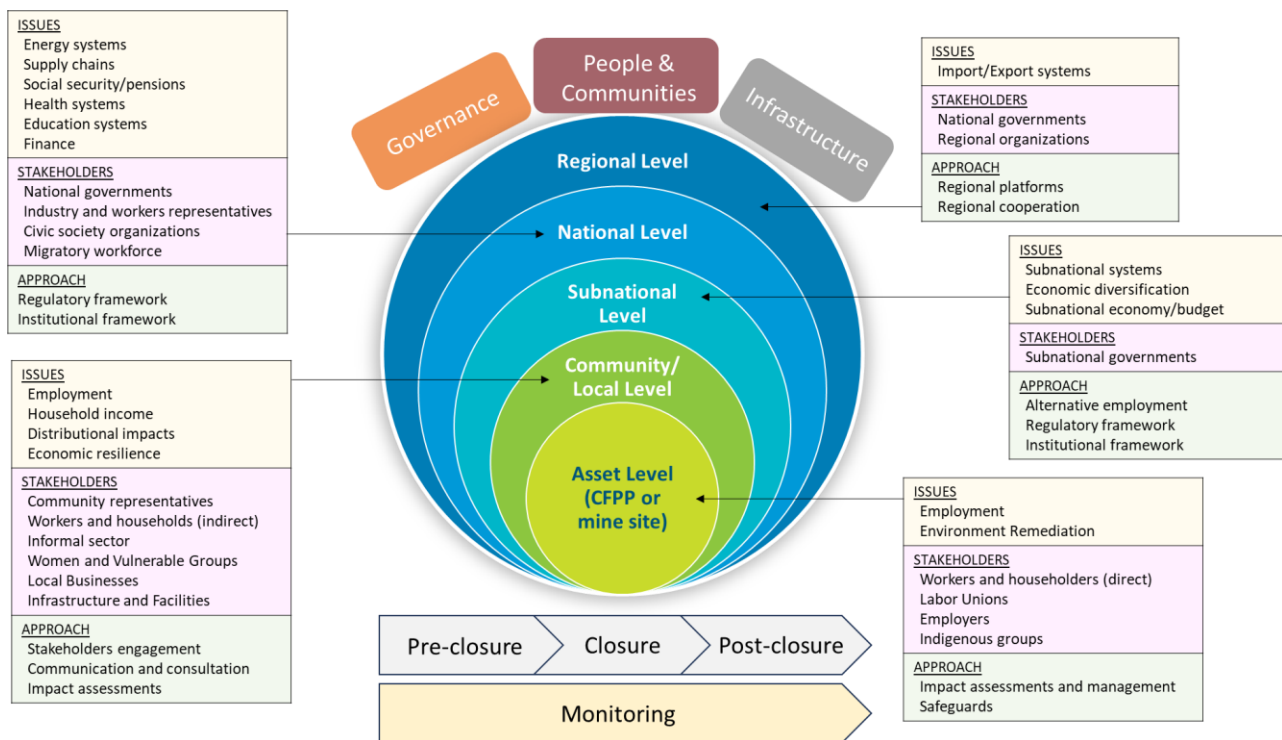 ISSUES
Energy systems
Supply chains
Social security/pensions
Health systems
Education systems
Finance
STAKEHOLDERS
National governments
Industry and workers representatives
Civic society organizations
Migratory workforce
APPROACH
Regulatory framework
Institutional framework
ISSUES
Employment
Household income
Distributional impacts
Economic resilience
STAKEHOLDERS
Community representatives
Workers and households (indirect)
Informal sector
Women and Vulnerable Groups
Local Businesses
Infrastructure and Facilities
APPROACH
Stakeholders engagement
Communication and consultation
Impact assessments
Governance
People &
Communities
Infrastructure
Regional Level
National Level
Subnational
Level
Community/
Local Level
Asset Level
(CFPP or
mine site)
Pre-closure
Closure
Post-closure
Monitoring
ISSUES
Import/Export systems
STAKEHOLDERS
National governments
Regional organizations
APPROACH
Regional platforms
Regional cooperation
ISSUES
Subnational systems
Economic diversification
Subnational economy/budget
STAKEHOLDERS
Subnational governments
APPROACH
Alternative employment
Regulatory framework
Institutional framework
ISSUES
Employment
Environment Remediation
STAKEHOLDERS
Workers and householders (direct)
Labor Unions
Employers
Indigenous groups
APPROACH
Impact assessments and management
Safeguards